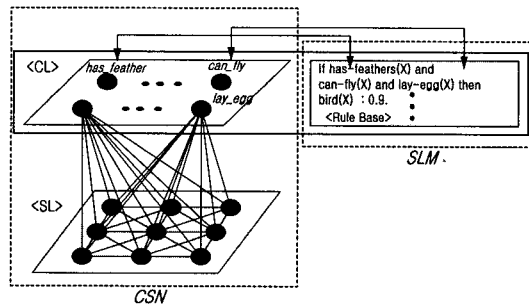 <CL>
has_feather
can_fly
lay_egg
<SL>
CSN
If has-feathers(X) and
can-fly(X) and lay-egg(X) then
bird(X) : 0.9.
<Rule Base>
SLM